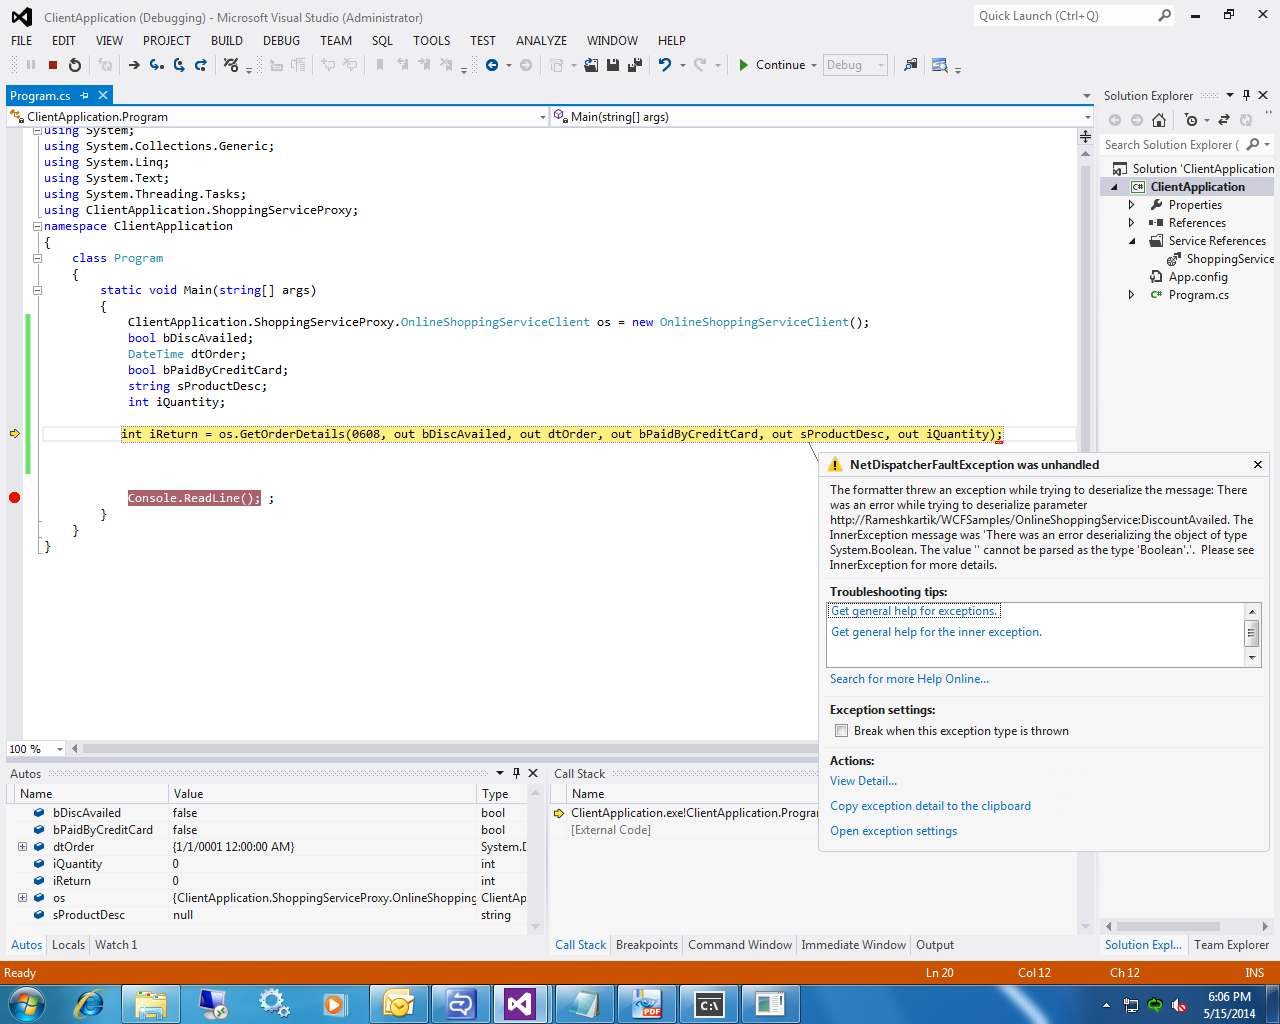 ClientApplication (Debugging) - Microsoft Visual Studio (Administrator)
Quick Launch (Ctrl+Q)
FILE EDIT VIEW PROJECT BUILD DEBUG TEAM SQL TOOLS TEST ANALYZE WINDOW HELP
Continue
Debug
Program.cs
ClientApplication.Program
Main(string[] args)
using System;
using System.Collections.Generic;
using System.Linq;
using System.Text;
using System.Threading.Tasks;
using ClientApplication.ShoppingServiceProxy;
namespace ClientApplication
{
class Program
{
static void Main(string[] args)
{
ClientApplication.ShoppingServiceProxy.OnlineShoppingServiceClient os = new OnlineShoppingServiceClient();
bool bDiscAvailed;
DateTime dtOrder;
bool bPaidByCreditCard;
string sProductDesc;
int iQuantity;
int iReturn = os.GetOrderDetails(0608, out bDiscAvailed, out dtOrder, out bPaidByCreditCard, out sProductDesc, out iQuantity);
Console.ReadLine(); ;
}
}
}
100 %
Solution Explorer
Search Solution Explorer (
Solution 'ClientApplication
C# ClientApplication
Properties
References
Service References
ShoppingService
App.config
C# Program.cs
NetDispatcherFaultException was unhandled
The formatter threw an exception while trying to deserialize the message: There
was an error while trying to deserialize parameter
http://Rameshkartik/WCFSamples/OnlineShoppingService:DiscountAvailed. The
InnerException message was 'There was an error deserializing the object of type
System.Boolean. The value '' cannot be parsed as the type 'Boolean'.'. Please see
InnerException for more details.
Troubleshooting tips:
Get general help for exceptions.
Get general help for the inner exception.
Search for more Help Online...
Exception settings:
Break when this exception type is thrown
Actions:
View Detail...
Copy exception detail to the clipboard
Open exception settings
Autos
Name Value Type
bDiscAvailed false bool
bPaidByCreditCard false bool
dtOrder {1/1/0001 12:00:00 AM} System.D
iQuantity 0 int
iReturn 0 int
os {ClientApplication.ShoppingServiceProxy.OnlineShopping ClientAp
sProductDesc null string
Autos Locals Watch 1
Call Stack
Name
ClientApplication.exe!ClientApplication.Program
[External Code]
Call Stack Breakpoints Command Window Immediate Window Output
Solution Expl... Team Explorer
Ready
Ln 20 Col 12 Ch 12 INS
PDF
C:\
6:06 PM
5/15/2014